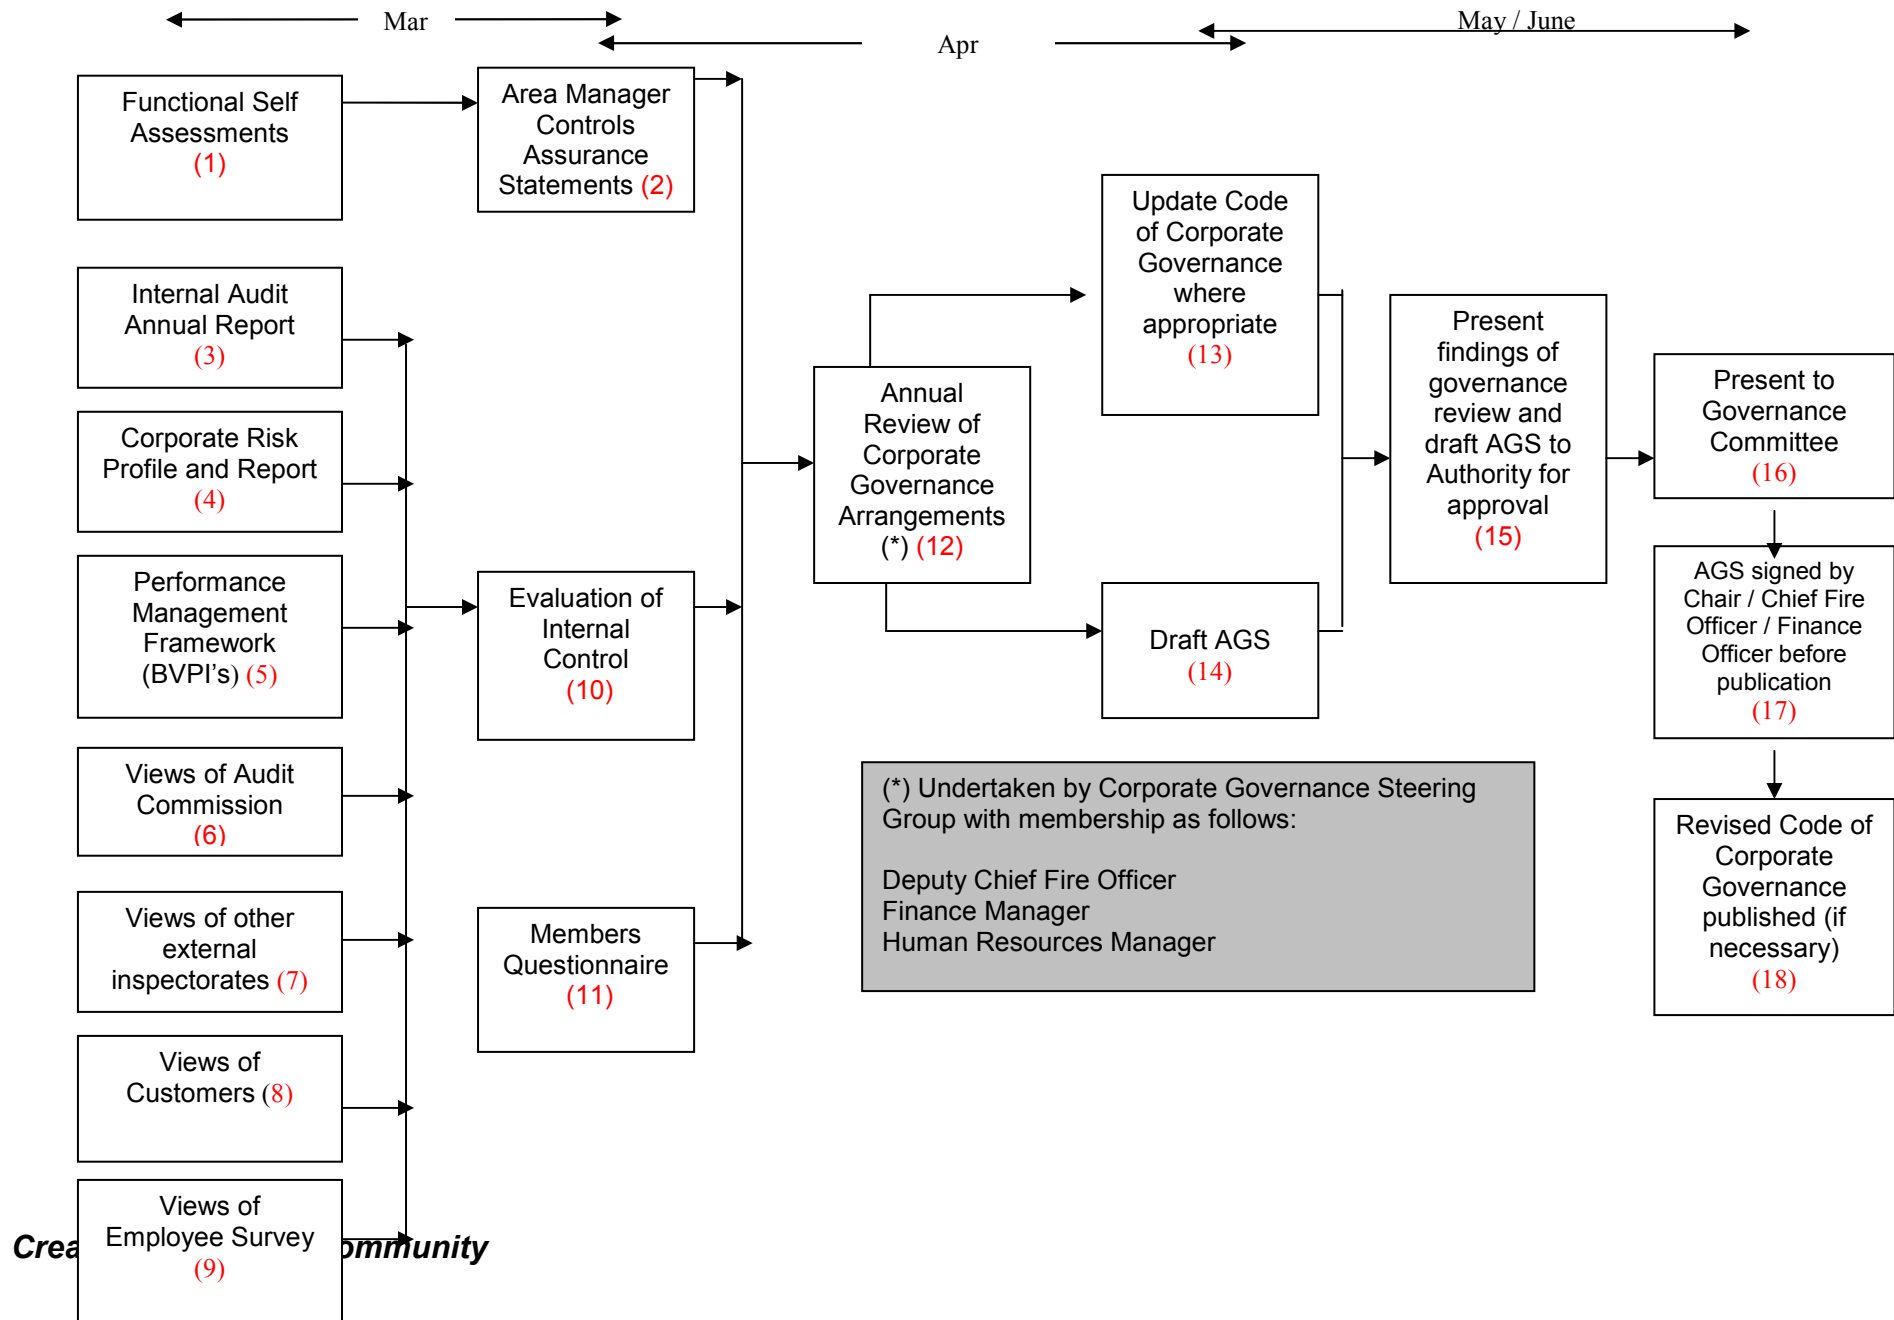 Mar
Apr
May / June
Functional Self
Assessments
(1)
Area Manager
Controls
Assurance
Statements (2)
Internal Audit
Annual Report
(3)
Corporate Risk
Profile and Report
(4)
Performance
Management
Framework
(BVPI's) (5)
Views of Audit
Commission
(6)
Views of other
external
inspectorates (7)
Views of
Customers (8)
Views of
Employee Survey
(9)
Evaluation of
Internal
Control
(10)
Members
Questionnaire
(11)
Annual
Review of
Corporate
Governance
Arrangements
(*) (12)
Update Code
of Corporate
Governance
where
appropriate
(13)
Draft AGS
(14)
Present
findings of
governance
review and
draft AGS to
Authority for
approval
(15)
Present to
Governance
Committee
(16)
AGS signed by
Chair / Chief Fire
Officer / Finance
Officer before
publication
(17)
Revised Code of
Corporate
Governance
published (if
necessary)
(18)
(*) Undertaken by Corporate Governance Steering
Group with membership as follows:
Deputy Chief Fire Officer
Finance Manager
Human Resources Manager